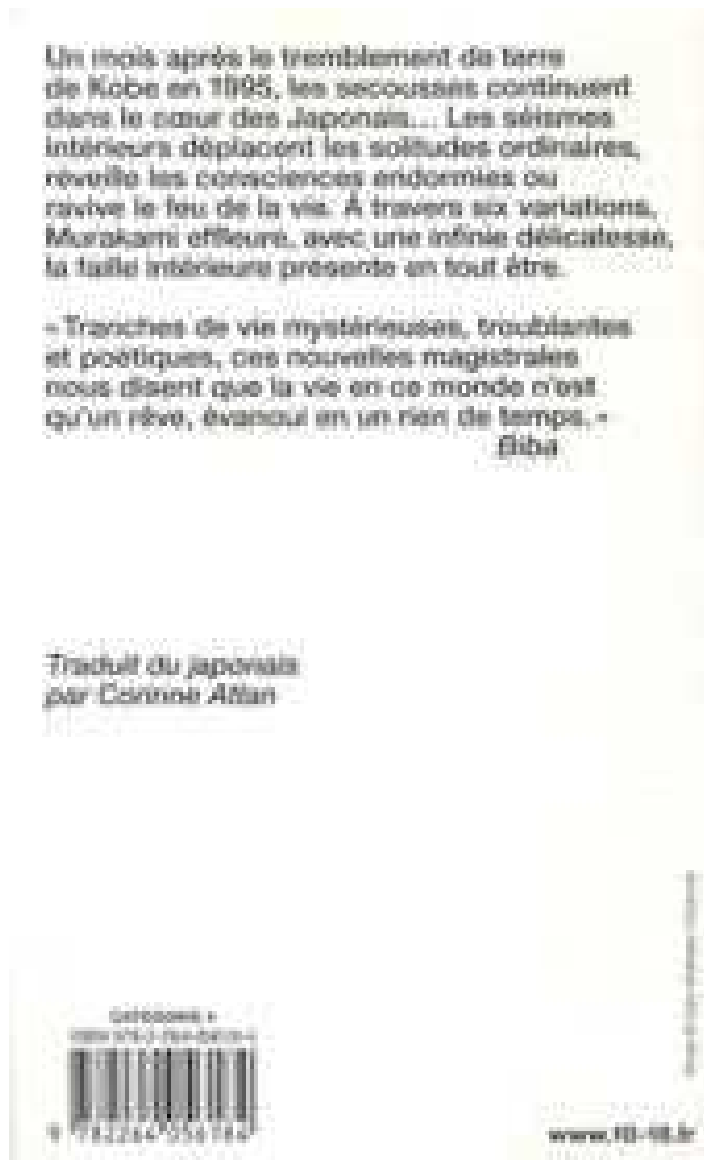 Un mois après le tremblement de terre
de Kobe en 1995, les secousses continuent
dans le cœur des Japonais... Les séismes
intérieurs déplacent les solitudes ordinaires,
réveille les consciences endormies ou
ravive le feu de la vie. À travers six variations,
Murakami effleure, avec une infinie délicatesse,
la faille intérieure présente en tout être.
« Tranches de vie mystérieuses, troublantes
et poétiques, ces nouvelles magistrales
nous disent que la vie en ce monde n'est
qu'un rêve, évanoui en un rien de temps. »
Biba
Traduit du japonais
par Corinne Atlan
ISBN
www.10-18.fr